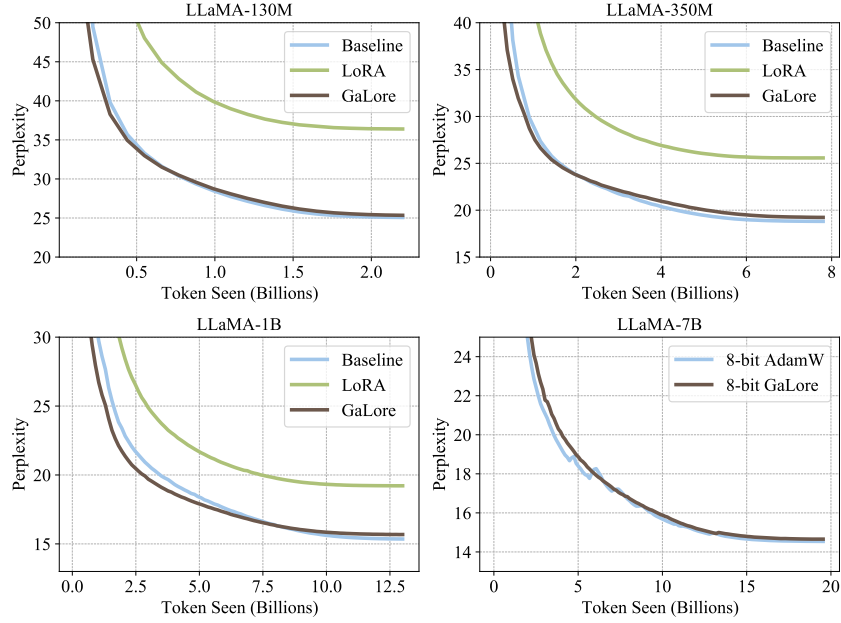 LLaMA-130M
50
45
40
35
30
25
20
Perplexity
Baseline
LoRA
GaLore
0.5
1.0
1.5
2.0
Token Seen (Billions)
LLaMA-350M
40
35
30
25
20
15
Perplexity
Baseline
LoRA
GaLore
0
2
4
6
8
Token Seen (Billions)
LLaMA-1B
30
25
20
15
Perplexity
Baseline
LoRA
GaLore
0.0
2.5
5.0
7.5
10.0
12.5
Token Seen (Billions)
LLaMA-7B
24
22
20
18
16
14
Perplexity
8-bit AdamW
8-bit GaLore
0
5
10
15
20
Token Seen (Billions)